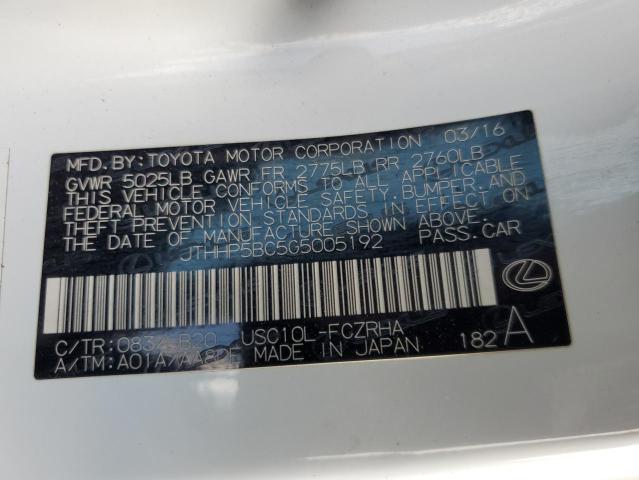 MFD.BY: TOYOTA MOTOR CORPORATION 03/16
GVWR 5025LB GAWR FR 2775LB RR 2760LB
THIS VEHICLE CONFORMS TO ALL APPLICABLE
FEDERAL MOTOR VEHICLE SAFETY, BUMPER, AND
THEFT PREVENTION STANDARDS IN EFFECT ON
THE DATE OF MANUFACTURE SHOWN ABOVE.
JTHHP5BC5G5005192 PASS.CAR
C/TR: USC10L-FCZRHA
A/TM: MADE IN JAPAN 182 A